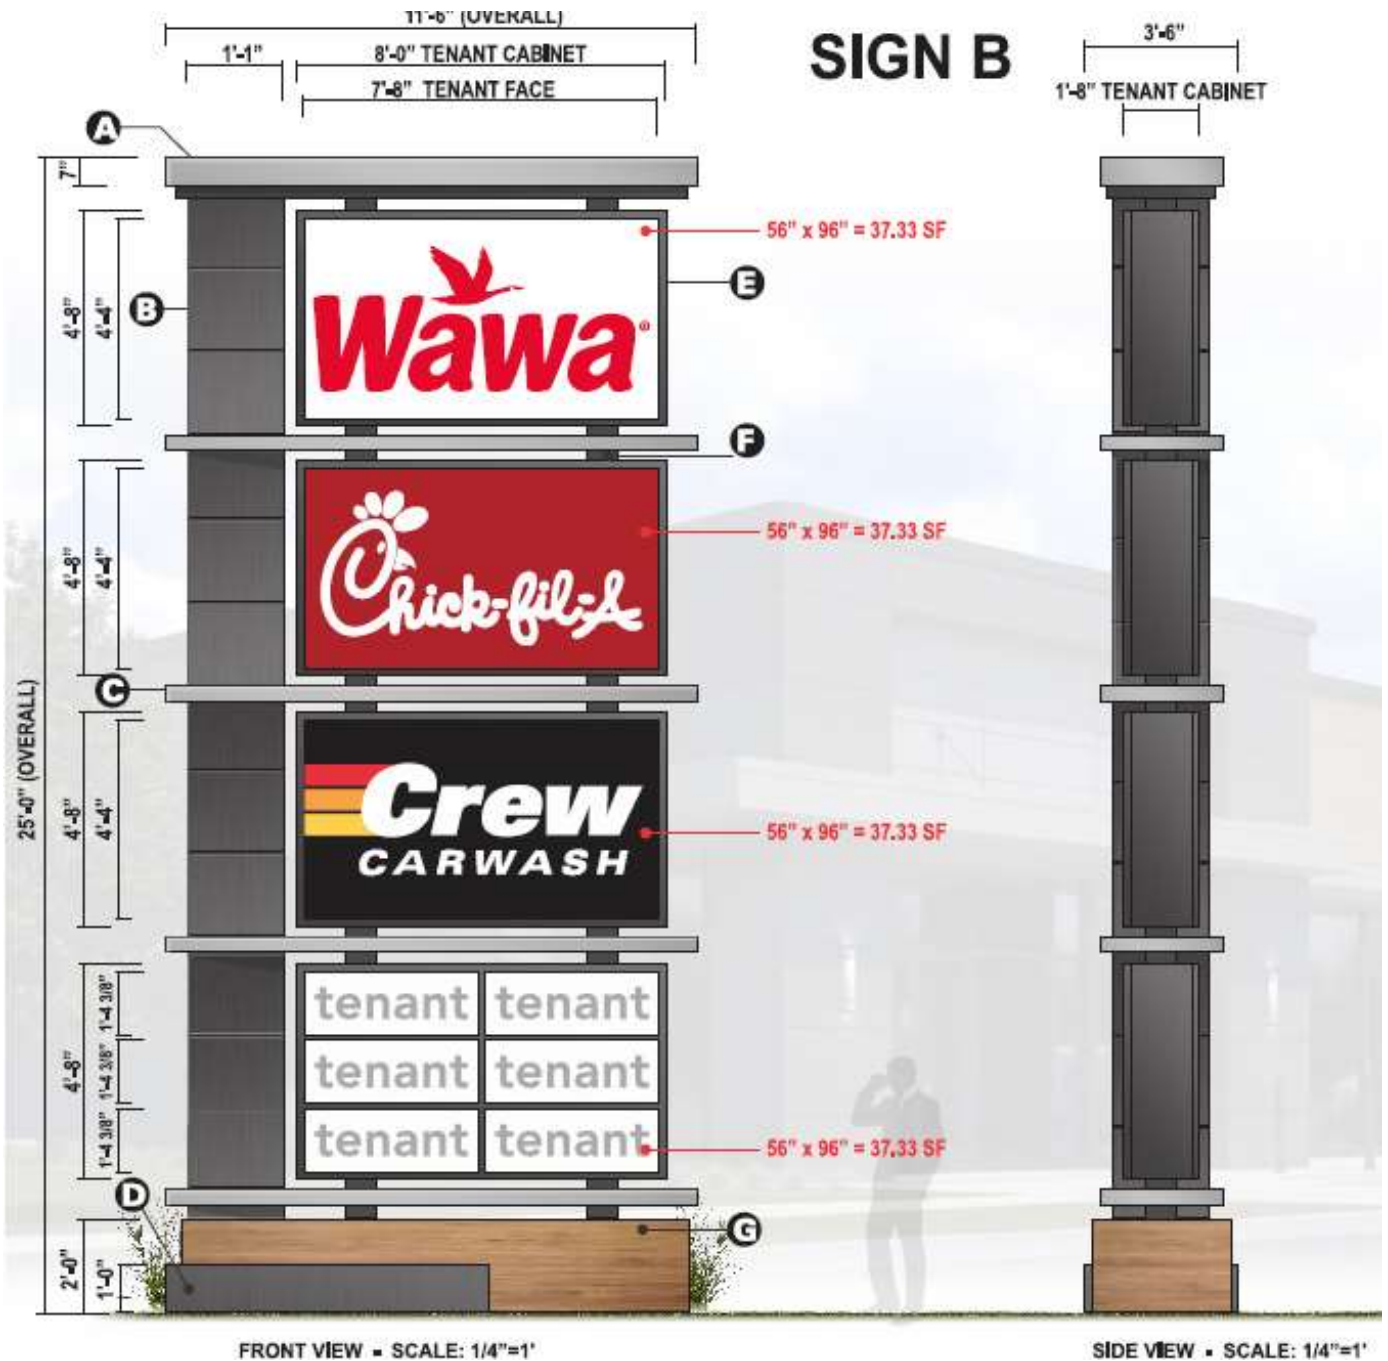 11'-6" (OVERALL)
1'-1"
8'-0" TENANT CABINET
7'-8" TENANT FACE
SIGN B
3'-6"
1'-8" TENANT CABINET
A
7"
56" x 96" = 37.33 SF
E
B
4'-8"
4'-4"
Wawa®
F
56" x 96" = 37.33 SF
4'-8"
4'-4"
Chick-fil-A
C
25'-0" (OVERALL)
4'-8"
4'-4"
Crew
CARWASH
56" x 96" = 37.33 SF
4'-8"
1'-4 3/8"
1'-4 3/8"
1'-4 3/8"
tenant tenant
tenant tenant
tenant tenant
56" x 96" = 37.33 SF
D
G
2'-0"
1'-0"
FRONT VIEW - SCALE: 1/4"=1'
SIDE VIEW - SCALE: 1/4"=1'